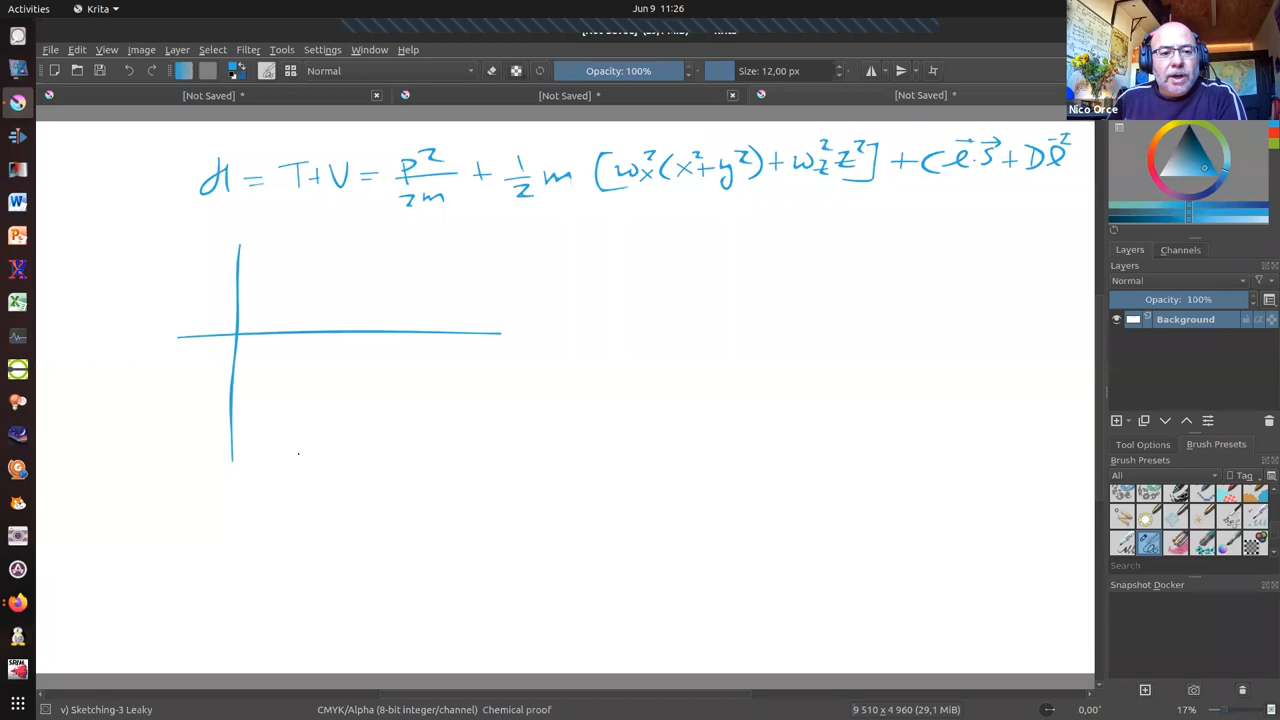 Activities
Krita
Jun 9 11:26
File Edit View Image Layer Select Filter Tools Settings Window Help
Normal
Opacity: 100%
Size: 12,00 px
[Not Saved] *
[Not Saved] *
[Not Saved] *
Nico Orce
H = T+V = p²/2m + 1/2 m [ωx²(x²+y²)+ωz²z²] + C l⃗·s⃗ + D l⃗²
Layers Channels
Layers
Normal
Opacity: 100%
Background
Tool Options Brush Presets
Brush Presets
All
Tag
Search
Snapshot Docker
v) Sketching-3 Leaky
CMYK/Alpha (8-bit integer/channel) Chemical proof
9 510 x 4 960 (29,1 MiB)
0,00°
17%